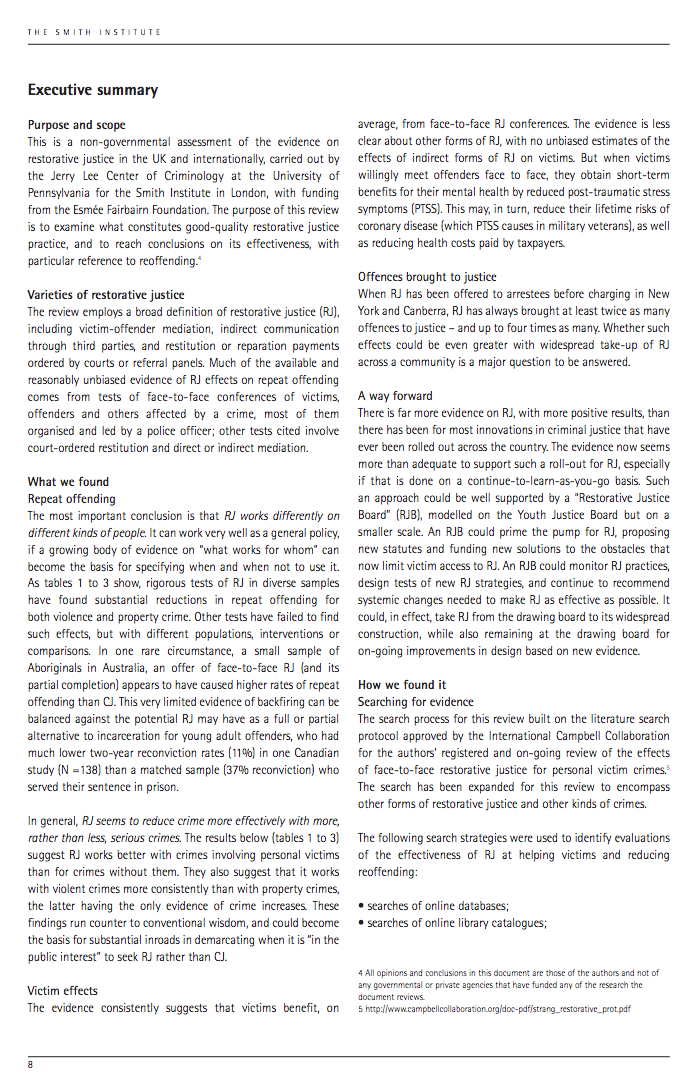 THE SMITH INSTITUTE
Executive summary
Purpose and scope
This is a non-governmental assessment of the evidence on
restorative justice in the UK and internationally, carried out by
the Jerry Lee Center of Criminology at the University of
Pennsylvania for the Smith Institute in London, with funding
from the Esmée Fairbairn Foundation. The purpose of this review
is to examine what constitutes good-quality restorative justice
practice, and to reach conclusions on its effectiveness, with
particular reference to reoffending.4
Varieties of restorative justice
The review employs a broad definition of restorative justice (RJ),
including victim-offender mediation, indirect communication
through third parties, and restitution or reparation payments
ordered by courts or referral panels. Much of the available and
reasonably unbiased evidence of RJ effects on repeat offending
comes from tests of face-to-face conferences of victims,
offenders and others affected by a crime, most of them
organised and led by a police officer; other tests cited involve
court-ordered restitution and direct or indirect mediation.
What we found
Repeat offending
The most important conclusion is that RJ works differently on
different kinds of people. It can work very well as a general policy,
if a growing body of evidence on "what works for whom" can
become the basis for specifying when and when not to use it.
As tables 1 to 3 show, rigorous tests of RJ in diverse samples
have found substantial reductions in repeat offending for
both violence and property crime. Other tests have failed to find
such effects, but with different populations, interventions or
comparisons. In one rare circumstance, a small sample of
Aboriginals in Australia, an offer of face-to-face RJ (and its
partial completion) appears to have caused higher rates of repeat
offending than CJ. This very limited evidence of backfiring can be
balanced against the potential RJ may have as a full or partial
alternative to incarceration for young adult offenders, who had
much lower two-year reconviction rates (11%) in one Canadian
study (N =138) than a matched sample (37% reconviction) who
served their sentence in prison.
In general, RJ seems to reduce crime more effectively with more,
rather than less, serious crimes. The results below (tables 1 to 3)
suggest RJ works better with crimes involving personal victims
than for crimes without them. They also suggest that it works
with violent crimes more consistently than with property crimes,
the latter having the only evidence of crime increases. These
findings run counter to conventional wisdom, and could become
the basis for substantial inroads in demarcating when it is "in the
public interest" to seek RJ rather than CJ.
Victim effects
The evidence consistently suggests that victims benefit, on
average, from face-to-face RJ conferences. The evidence is less
clear about other forms of RJ, with no unbiased estimates of the
effects of indirect forms of RJ on victims. But when victims
willingly meet offenders face to face, they obtain short-term
benefits for their mental health by reduced post-traumatic stress
symptoms (PTSS). This may, in turn, reduce their lifetime risks of
coronary disease (which PTSS causes in military veterans), as well
as reducing health costs paid by taxpayers.
Offences brought to justice
When RJ has been offered to arrestees before charging in New
York and Canberra, RJ has always brought at least twice as many
offences to justice – and up to four times as many. Whether such
effects could be even greater with widespread take-up of RJ
across a community is a major question to be answered.
A way forward
There is far more evidence on RJ, with more positive results, than
there has been for most innovations in criminal justice that have
ever been rolled out across the country. The evidence now seems
more than adequate to support such a roll-out for RJ, especially
if that is done on a continue-to-learn-as-you-go basis. Such
an approach could be well supported by a "Restorative Justice
Board" (RJB), modelled on the Youth Justice Board but on a
smaller scale. An RJB could prime the pump for RJ, proposing
new statutes and funding new solutions to the obstacles that
now limit victim access to RJ. An RJB could monitor RJ practices,
design tests of new RJ strategies, and continue to recommend
systemic changes needed to make RJ as effective as possible. It
could, in effect, take RJ from the drawing board to its widespread
construction, while also remaining at the drawing board for
on-going improvements in design based on new evidence.
How we found it
Searching for evidence
The search process for this review built on the literature search
protocol approved by the International Campbell Collaboration
for the authors' registered and on-going review of the effects
of face-to-face restorative justice for personal victim crimes.5
The search has been expanded for this review to encompass
other forms of restorative justice and other kinds of crimes.
The following search strategies were used to identify evaluations
of the effectiveness of RJ at helping victims and reducing
reoffending:
• searches of online databases;
• searches of online library catalogues;
4 All opinions and conclusions in this document are those of the authors and not of
any governmental or private agencies that have funded any of the research the
document reviews.
5 http://www.campbellcollaboration.org/doc-pdf/strang_restorative_prot.pdf
8